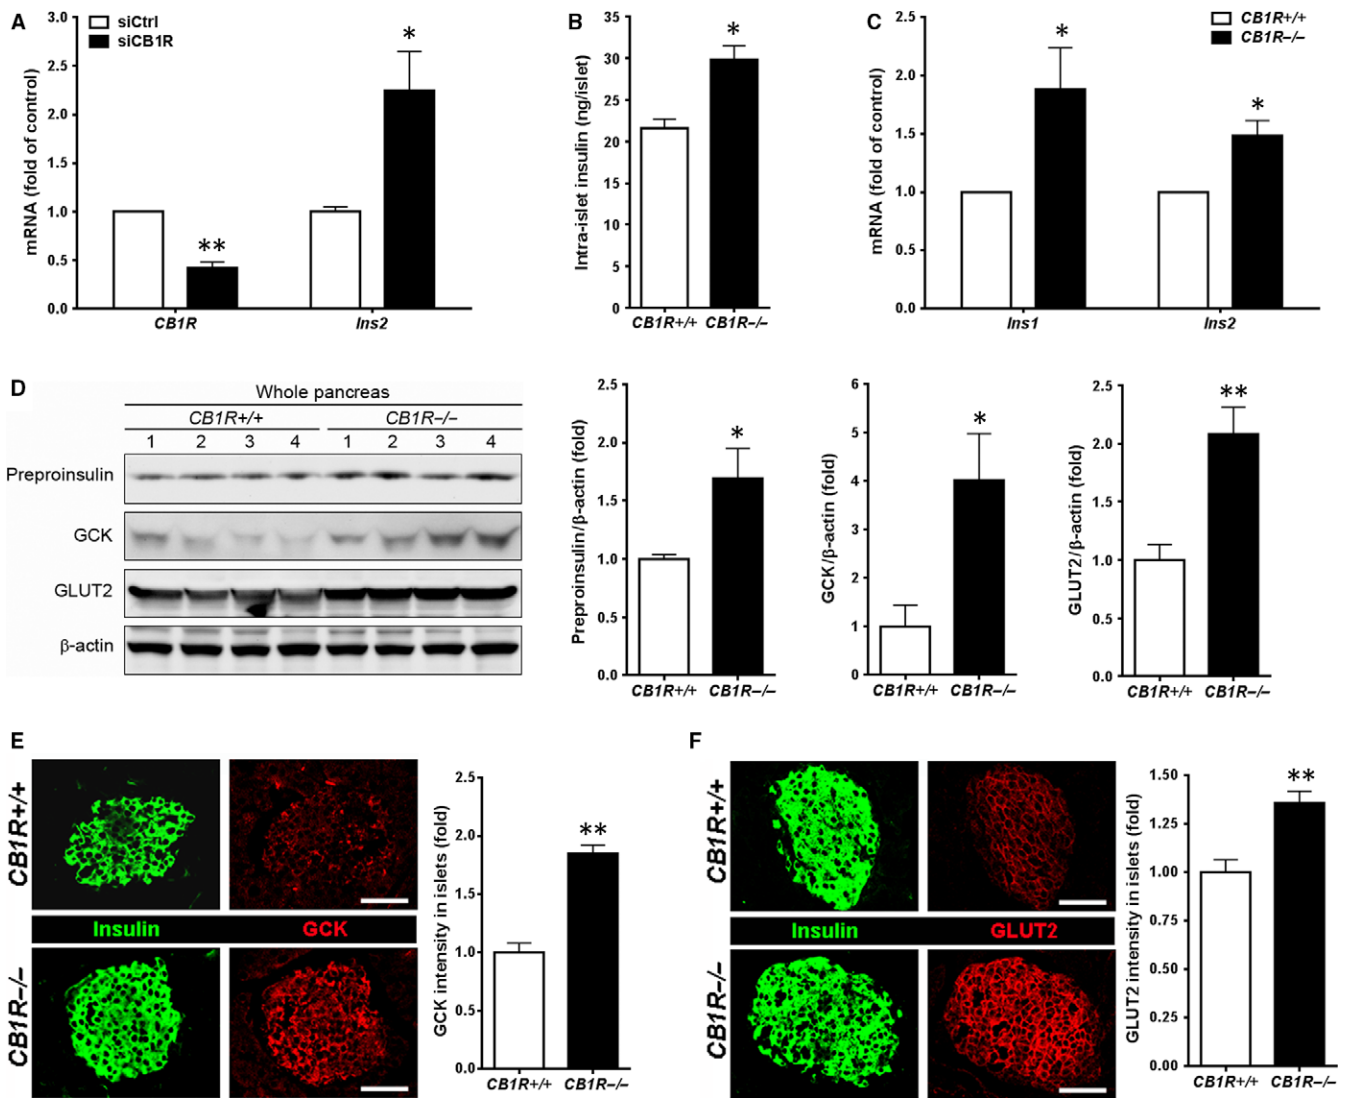 A
siCtrl
siCB1R
mRNA (fold of control)
3.0
2.5
2.0
1.5
1.0
0.5
0.0
**
*
CB1R
Ins2
B
Intra-islet insulin (ng/islet)
35
30
25
20
15
10
5
0
*
CB1R+/+
CB1R–/–
C
CB1R+/+
CB1R–/–
mRNA (fold of control)
2.5
2.0
1.5
1.0
0.5
0.0
*
*
Ins1
Ins2
D
Whole pancreas
CB1R+/+ CB1R–/–
1 2 3 4 1 2 3 4
Preproinsulin
GCK
GLUT2
β-actin
Preproinsulin/β-actin (fold)
2.5
2.0
1.5
1.0
0.5
0.0
*
CB1R+/+
CB1R–/–
GCK/β-actin (fold)
6
5
4
3
2
1
0
*
CB1R+/+
CB1R–/–
GLUT2/β-actin (fold)
2.5
2.0
1.5
1.0
0.5
0.0
**
CB1R+/+
CB1R–/–
E
CB1R+/+
Insulin
GCK
CB1R–/–
GCK intensity in islets (fold)
2.5
2.0
1.5
1.0
0.5
0.0
**
CB1R+/+
CB1R–/–
F
CB1R+/+
Insulin
GLUT2
CB1R–/–
GLUT2 intensity in islets (fold)
1.50
1.25
1.00
0.75
0.50
0.25
0.00
**
CB1R+/+
CB1R–/–